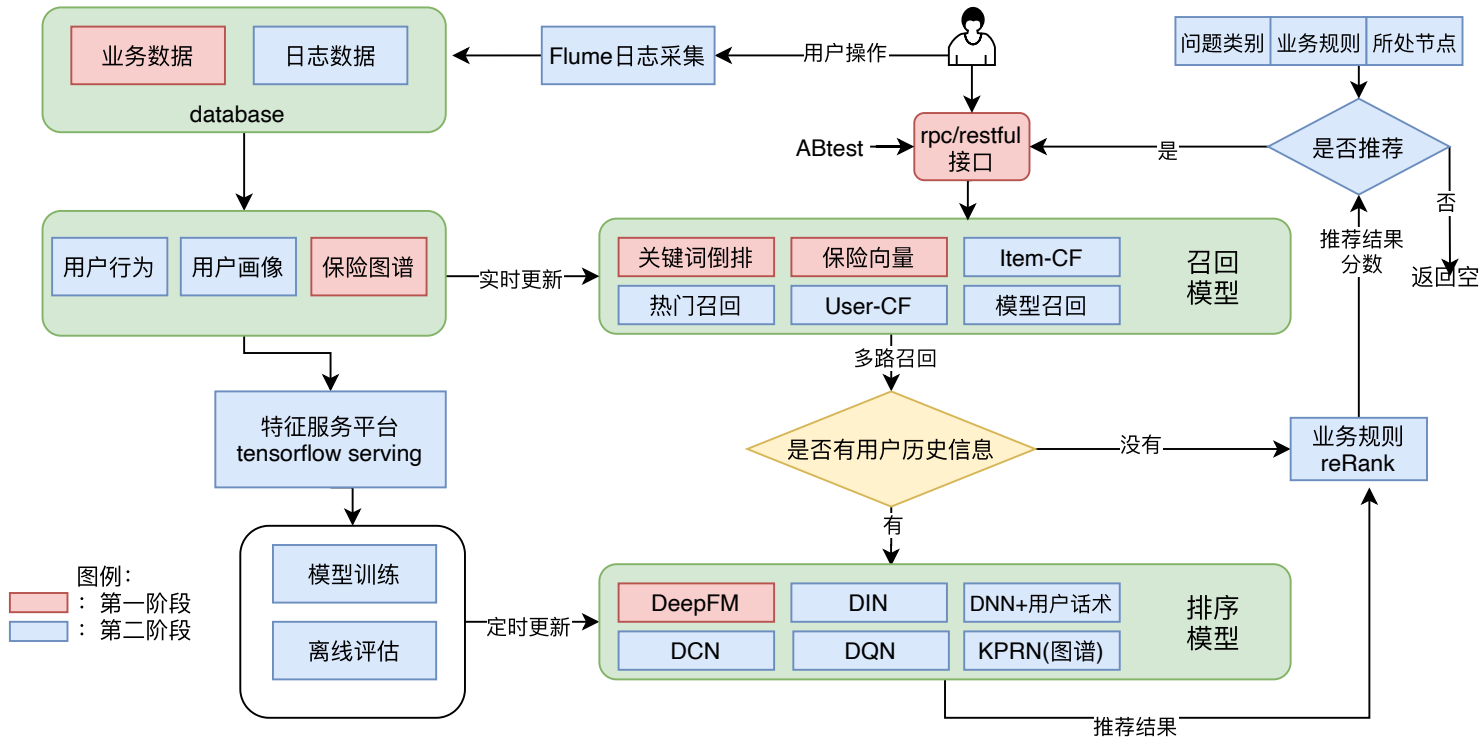 业务数据
日志数据
database
Flume日志采集
用户操作
问题类别
业务规则
所处节点
ABtest
rpc/restful
接口
是
是否推荐
否
返回空
推荐结果
分数
用户行为
用户画像
保险图谱
实时更新
关键词倒排
保险向量
Item-CF
热门召回
User-CF
模型召回
召回
模型
多路召回
特征服务平台
tensorflow serving
是否有用户历史信息
没有
业务规则
reRank
有
模型训练
离线评估
定时更新
DeepFM
DIN
DNN+用户话术
DCN
DQN
KPRN(图谱)
排序
模型
推荐结果
图例：
：第一阶段
：第二阶段